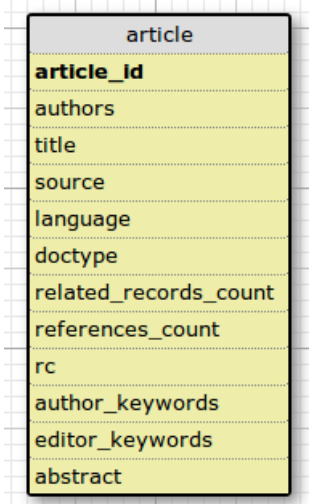 article
article_id
authors
title
source
language
doctype
related_records_count
references_count
rc
author_keywords
editor_keywords
abstract